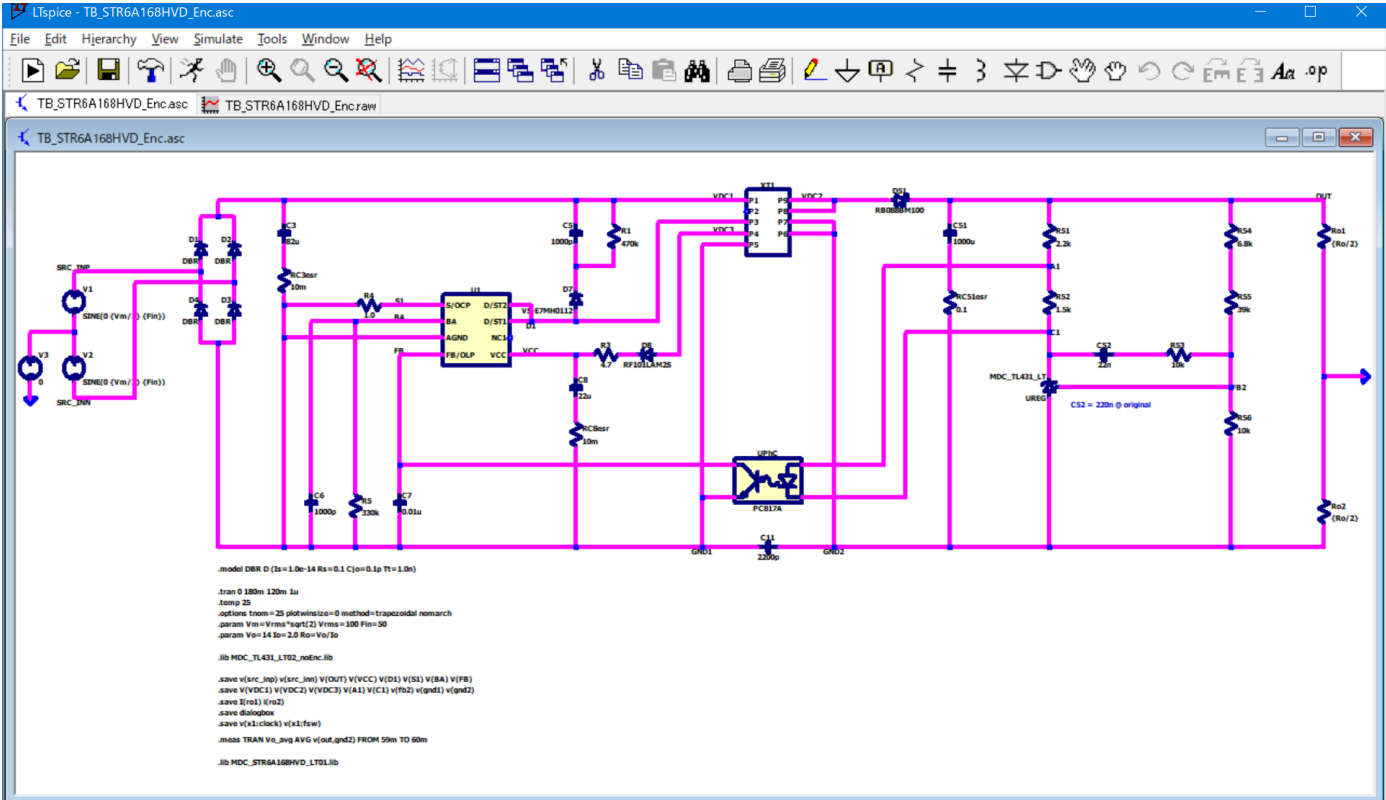 LTspice - TB_STR6A168HVD_Enc.asc
File Edit Hierarchy View Simulate Tools Window Help
Aa .op
TB_STR6A168HVD_Enc.asc TB_STR6A168HVD_Enc.raw
TB_STR6A168HVD_Enc.asc
XT1
VDC1 P1 P9 VDC2 D51 OUT
P2 P8 RB088BM100
C3 C5 R1 P3 P7 C51 R51 R54 Ro1
82u 1000p 470k VDC3 P4 P6 1000u 2.2k 6.8k {Ro/2}
P5
D1 D2
DBR DBR
SRC_INP A1
RC3esr
10m
V1 D7
SINE(0 {Vm/2} {Fin})
D4 D3
DBR DBR
R4 S1 U1
1.0 S/OCP D/ST2 VS-E7MH0112
BA BA D/ST1 D1
AGND NC1
FB FB/OLP VCC VCC
RC51esr R52 R55
0.1 1.5k 39k
C1
V3 V2 R3 D8 C52 R53
0 4.7 RF101LAM2S 22n 10k
SINE(0 {Vm/2} {Fin})
SRC_INN
C8
22u
MDC_TL431_LT
UREG FB2
C52 = 220n @ original
RC8esr R56
10m 10k
UPhC
C6 R5 C7 PC817A Ro2
1000p 330k 0.01u {Ro/2}
C11
GND1 2200p GND2
.model DBR D (Is=1.0e-14 Rs=0.1 Cjo=0.1p Tt=1.0n)
.tran 0 180m 120m 1u
.temp 25
.options tnom=25 plotwinsize=0 method=trapezoidal nomarch
.param Vm=Vrms*sqrt(2) Vrms=100 Fin=50
.param Vo=14 Io=2.0 Ro=Vo/Io
.lib MDC_TL431_LT02_noEnc.lib
.save v(src_inp) v(src_inn) V(OUT) V(VCC) V(D1) V(S1) V(BA) V(FB)
.save V(VDC1) V(VDC2) V(VDC3) V(A1) V(C1) v(fb2) v(gnd1) v(gnd2)
.save I(ro1) i(ro2)
.save dialogbox
.save v(x1:clock) v(x1:fsw)
.meas TRAN Vo_avg AVG v(out,gnd2) FROM 59m TO 60m
.lib MDC_STR6A168HVD_LT01.lib